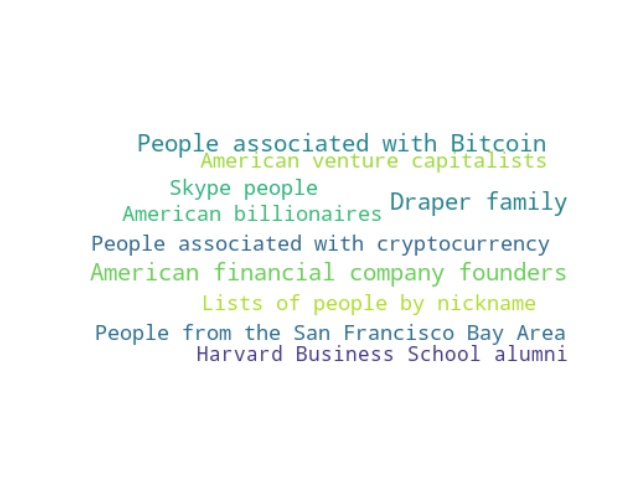 People associated with Bitcoin
American venture capitalists
Skype people
Draper family
American billionaires
People associated with cryptocurrency
American financial company founders
Lists of people by nickname
People from the San Francisco Bay Area
Harvard Business School alumni